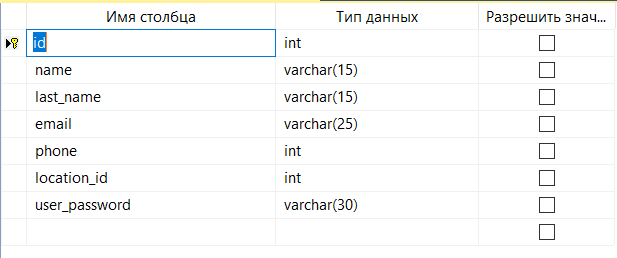 Имя столбца Тип данных Разрешить знач...
id int
name varchar(15)
last_name varchar(15)
email varchar(25)
phone int
location_id int
user_password varchar(30)